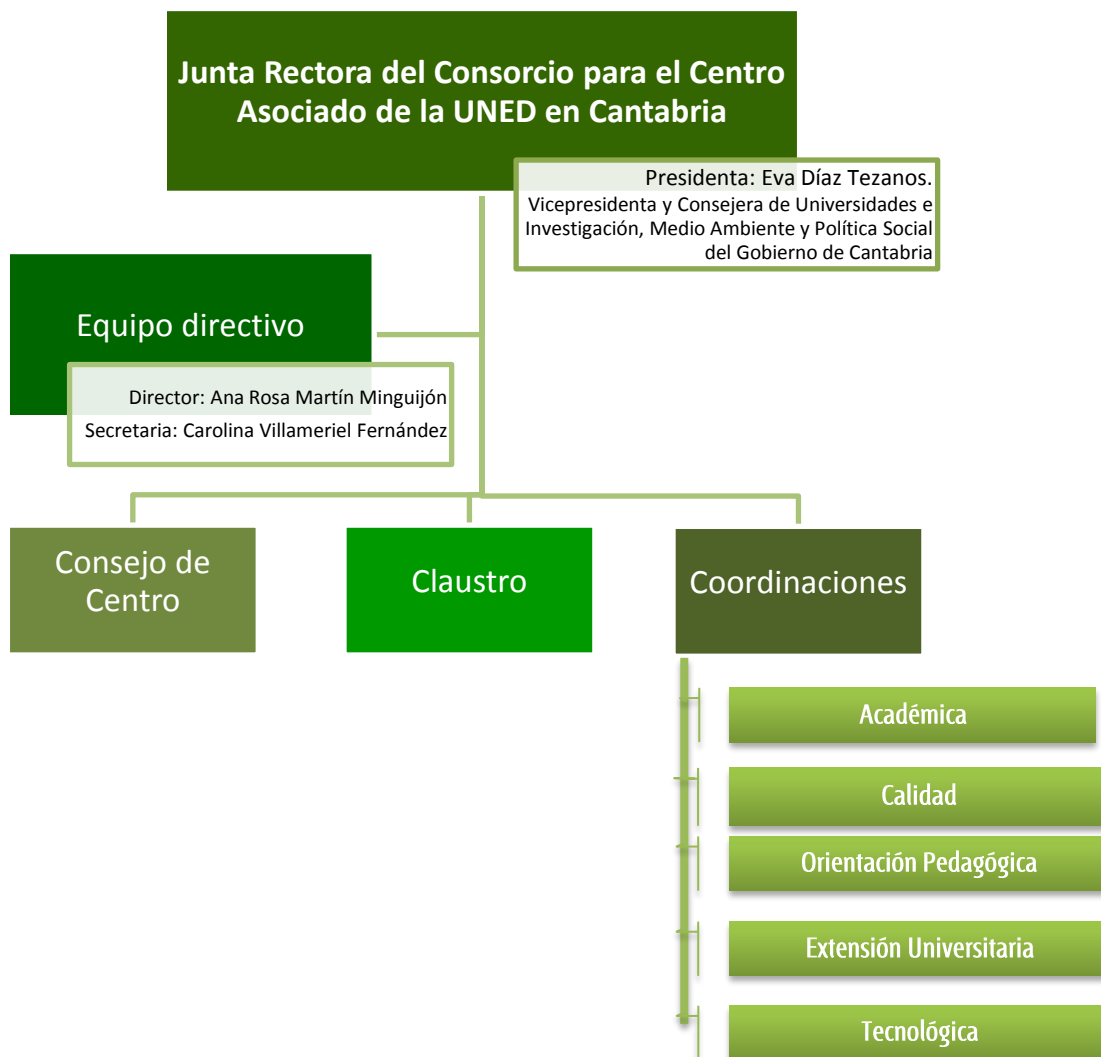 Junta Rectora del Consorcio para el Centro
Asociado de la UNED en Cantabria
Presidenta: Eva Díaz Tezanos.
Vicepresidenta y Consejera de Universidades e
Investigación, Medio Ambiente y Política Social
del Gobierno de Cantabria
Equipo directivo
Director: Ana Rosa Martín Minguijón
Secretaria: Carolina Villameriel Fernández
Consejo de
Centro
Claustro
Coordinaciones
Académica
Calidad
Orientación Pedagógica
Extensión Universitaria
Tecnológica